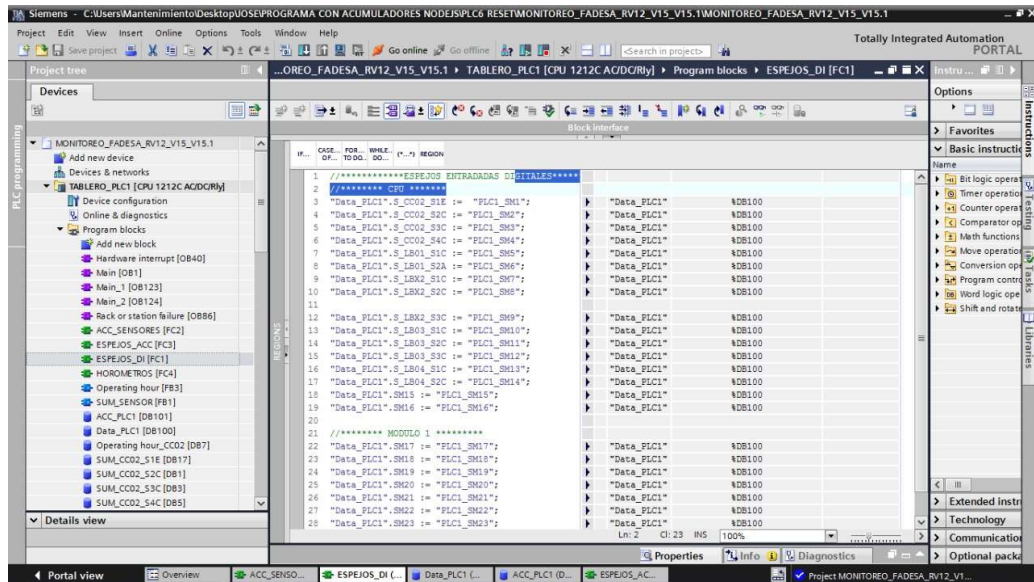 Siemens - C:\Users\Mantenimiento\Desktop\JOSE\PROGRAMA CON ACUMULADORES NODEJS\PLC6 RESET\MONITOREO_FADESA_RV12_V15_V15.1\MONITOREO_FADESA_RV12_V15_V15.1
Project Edit View Insert Online Options Tools Window Help
Totally Integrated Automation
PORTAL
Save project
Go online
Go offline
<Search in project>
Project tree
...OREO_FADESA_RV12_V15_V15.1 ▸ TABLERO_PLC1 [CPU 1212C AC/DC/Rly] ▸ Program blocks ▸ ESPEJOS_DI [FC1]
Instru...
Devices
Options
PLC programming
Block interface
MONITOREO_FADESA_RV12_V15_V15.1
Add new device
Devices & networks
TABLERO_PLC1 [CPU 1212C AC/DC/Rly]
Device configuration
Online & diagnostics
Program blocks
Add new block
Hardware interrupt [OB40]
Main [OB1]
Main_1 [OB123]
Main_2 [OB124]
Rack or station failure [OB86]
ACC_SENSORES [FC2]
ESPEJOS_ACC [FC3]
ESPEJOS_DI [FC1]
HOROMETROS [FC4]
Operating hour [FB3]
SUM_SENSOR [FB1]
ACC_PLC1 [DB101]
Data_PLC1 [DB100]
Operating hour_CC02 [DB7]
SUM_CC02_S1E [DB17]
SUM_CC02_S2C [DB1]
SUM_CC02_S3C [DB3]
SUM_CC02_S4C [DB5]
Details view
IF... CASE... OF... FOR... TO DO... WHILE... DO... (*...*) REGION
REGIONS
1 //************ESPEJOS ENTRADADAS DIGITALES*****
2 //******** CPU *******
3 "Data_PLC1".S_CC02_S1E := "PLC1_SM1"; "Data_PLC1" %DB100
4 "Data_PLC1".S_CC02_S2C := "PLC1_SM2"; "Data_PLC1" %DB100
5 "Data_PLC1".S_CC02_S3C := "PLC1_SM3"; "Data_PLC1" %DB100
6 "Data_PLC1".S_CC02_S4C := "PLC1_SM4"; "Data_PLC1" %DB100
7 "Data_PLC1".S_LB01_S1C := "PLC1_SM5"; "Data_PLC1" %DB100
8 "Data_PLC1".S_LB01_S2A := "PLC1_SM6"; "Data_PLC1" %DB100
9 "Data_PLC1".S_LBX2_S1C := "PLC1_SM7"; "Data_PLC1" %DB100
10 "Data_PLC1".S_LBX2_S2C := "PLC1_SM8"; "Data_PLC1" %DB100
11
12 "Data_PLC1".S_LBX2_S3C := "PLC1_SM9"; "Data_PLC1" %DB100
13 "Data_PLC1".S_LB03_S1C := "PLC1_SM10"; "Data_PLC1" %DB100
14 "Data_PLC1".S_LB03_S2C := "PLC1_SM11"; "Data_PLC1" %DB100
15 "Data_PLC1".S_LB03_S3C := "PLC1_SM12"; "Data_PLC1" %DB100
16 "Data_PLC1".S_LB04_S1C := "PLC1_SM13"; "Data_PLC1" %DB100
17 "Data_PLC1".S_LB04_S2C := "PLC1_SM14"; "Data_PLC1" %DB100
18 "Data_PLC1".SM15 := "PLC1_SM15"; "Data_PLC1" %DB100
19 "Data_PLC1".SM16 := "PLC1_SM16"; "Data_PLC1" %DB100
20
21 //******** MODULO 1 *********
22 "Data_PLC1".SM17 := "PLC1_SM17"; "Data_PLC1" %DB100
23 "Data_PLC1".SM18 := "PLC1_SM18"; "Data_PLC1" %DB100
24 "Data_PLC1".SM19 := "PLC1_SM19"; "Data_PLC1" %DB100
25 "Data_PLC1".SM20 := "PLC1_SM20"; "Data_PLC1" %DB100
26 "Data_PLC1".SM21 := "PLC1_SM21"; "Data_PLC1" %DB100
27 "Data_PLC1".SM22 := "PLC1_SM22"; "Data_PLC1" %DB100
28 "Data_PLC1".SM23 := "PLC1_SM23"; "Data_PLC1" %DB100
Ln: 2 Cl: 23 INS 100%
Properties Info Diagnostics
Favorites
Basic instructio
Name
Bit logic operat
Timer operatio
Counter operat
Comparator op
Math functions
Move operatio
Conversion ope
Program contro
Word logic ope
Shift and rotate
Extended instr
Technology
Communication
Optional packa
Instructions
Testing
Tasks
Libraries
Portal view
Overview
ACC_SENSO...
ESPEJOS_DI (...
Data_PLC1 (...
ACC_PLC1 (D...
ESPEJOS_AC...
Project MONITOREO_FADESA_RV12_V1...